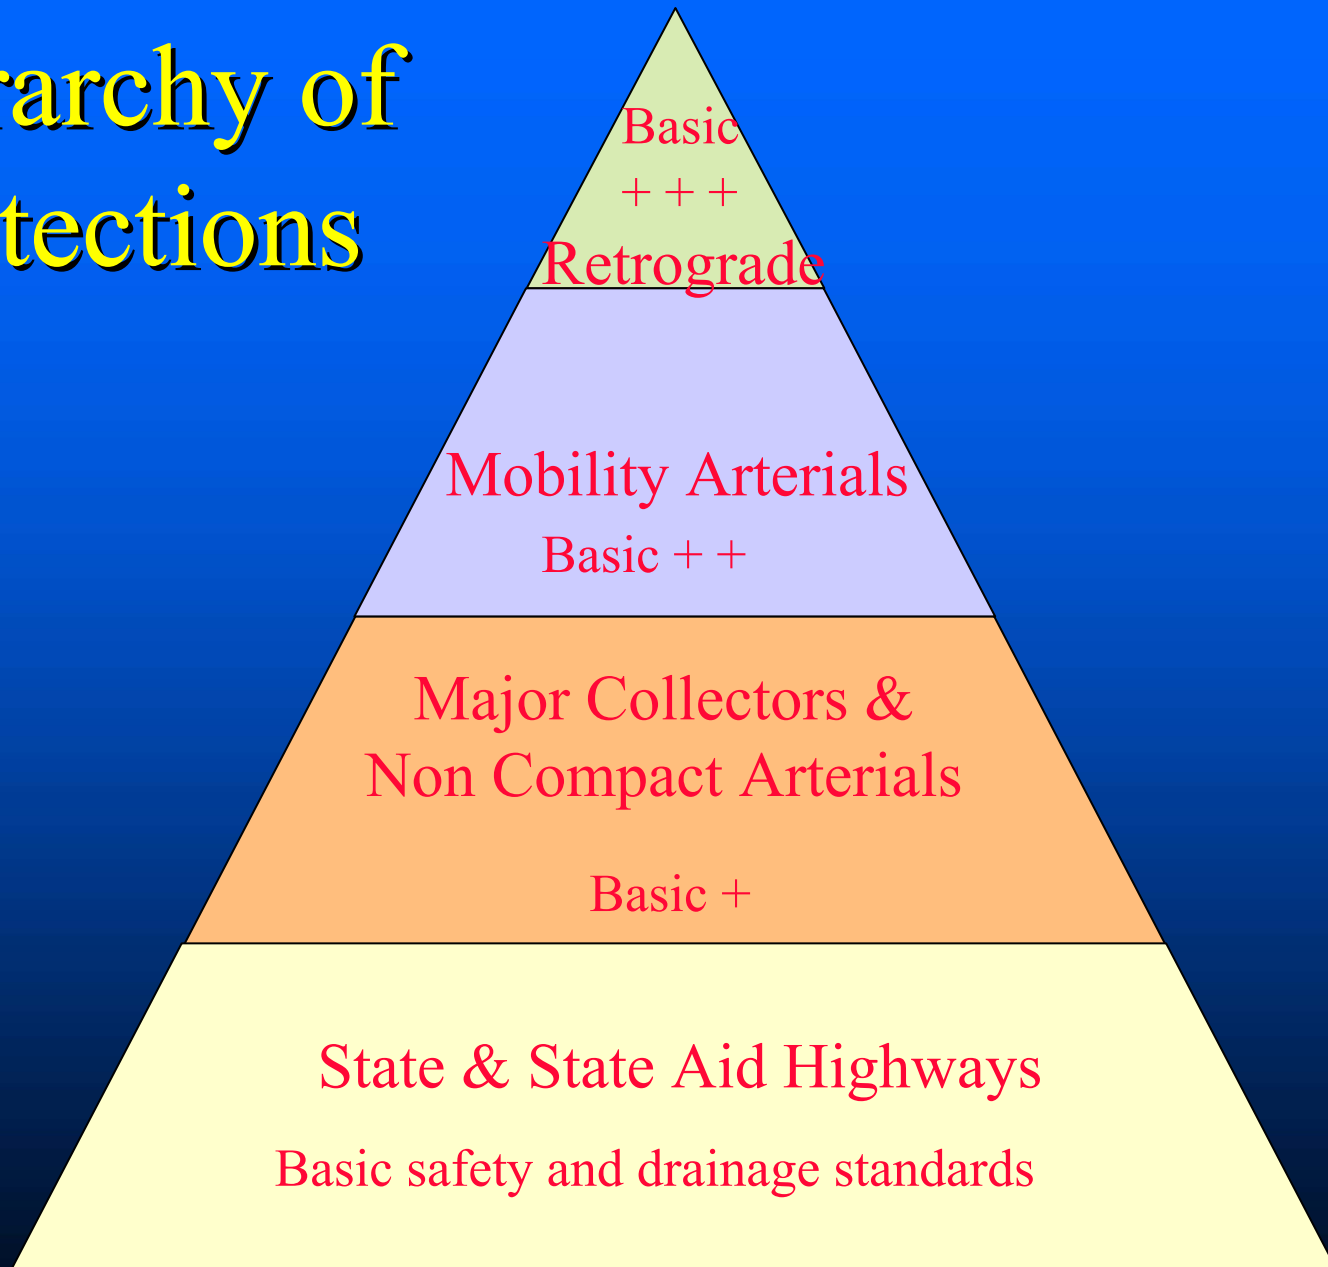 rarchy of
tections
Basic
+ + +
Retrograde
Mobility Arterials
Basic + +
Major Collectors &
Non Compact Arterials
Basic +
State & State Aid Highways
Basic safety and drainage standards